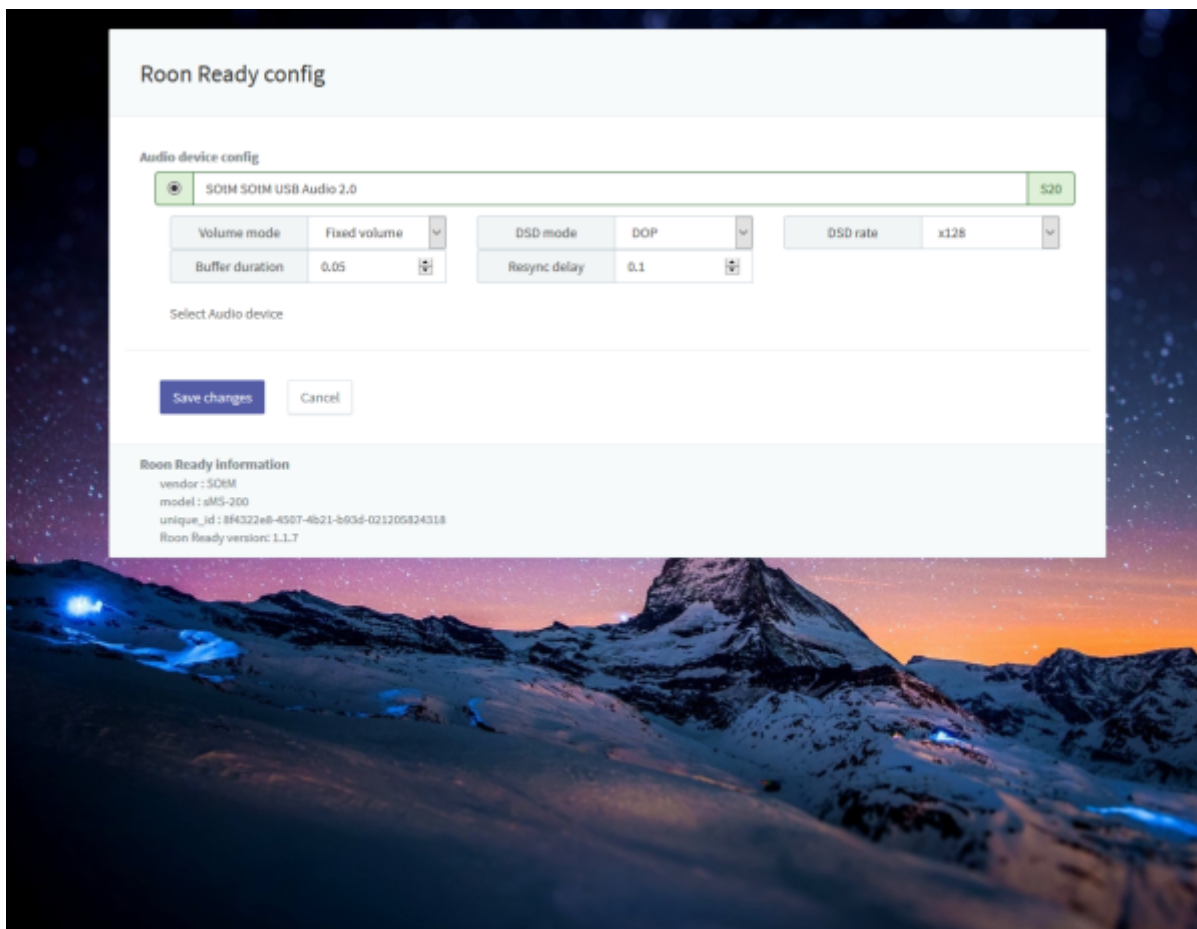 Roon Ready config
Audio device config
SOtM SOtM USB Audio 2.0 S20
Volume mode Fixed volume DSD mode DOP DSD rate x128
Buffer duration 0.05 Resync delay 0.1
Select Audio device
Save changes Cancel
Roon Ready information
vendor : SOtM
model : sMS-200
unique_id : 8f4322e8-4507-4b21-b93d-021205824318
Roon Ready version: 1.1.7